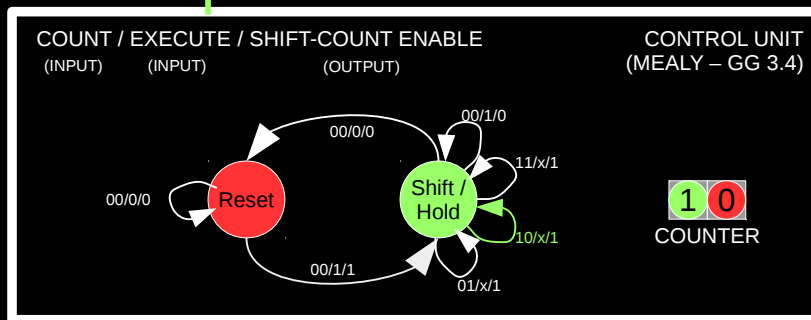 COUNT / EXECUTE / SHIFT-COUNT ENABLE
(INPUT) (INPUT) (OUTPUT)
CONTROL UNIT
(MEALY – GG 3.4)
00/1/0
00/0/0
11/x/1
00/0/0
Reset
Shift /
Hold
1 0
COUNTER
10/x/1
00/1/1
01/x/1